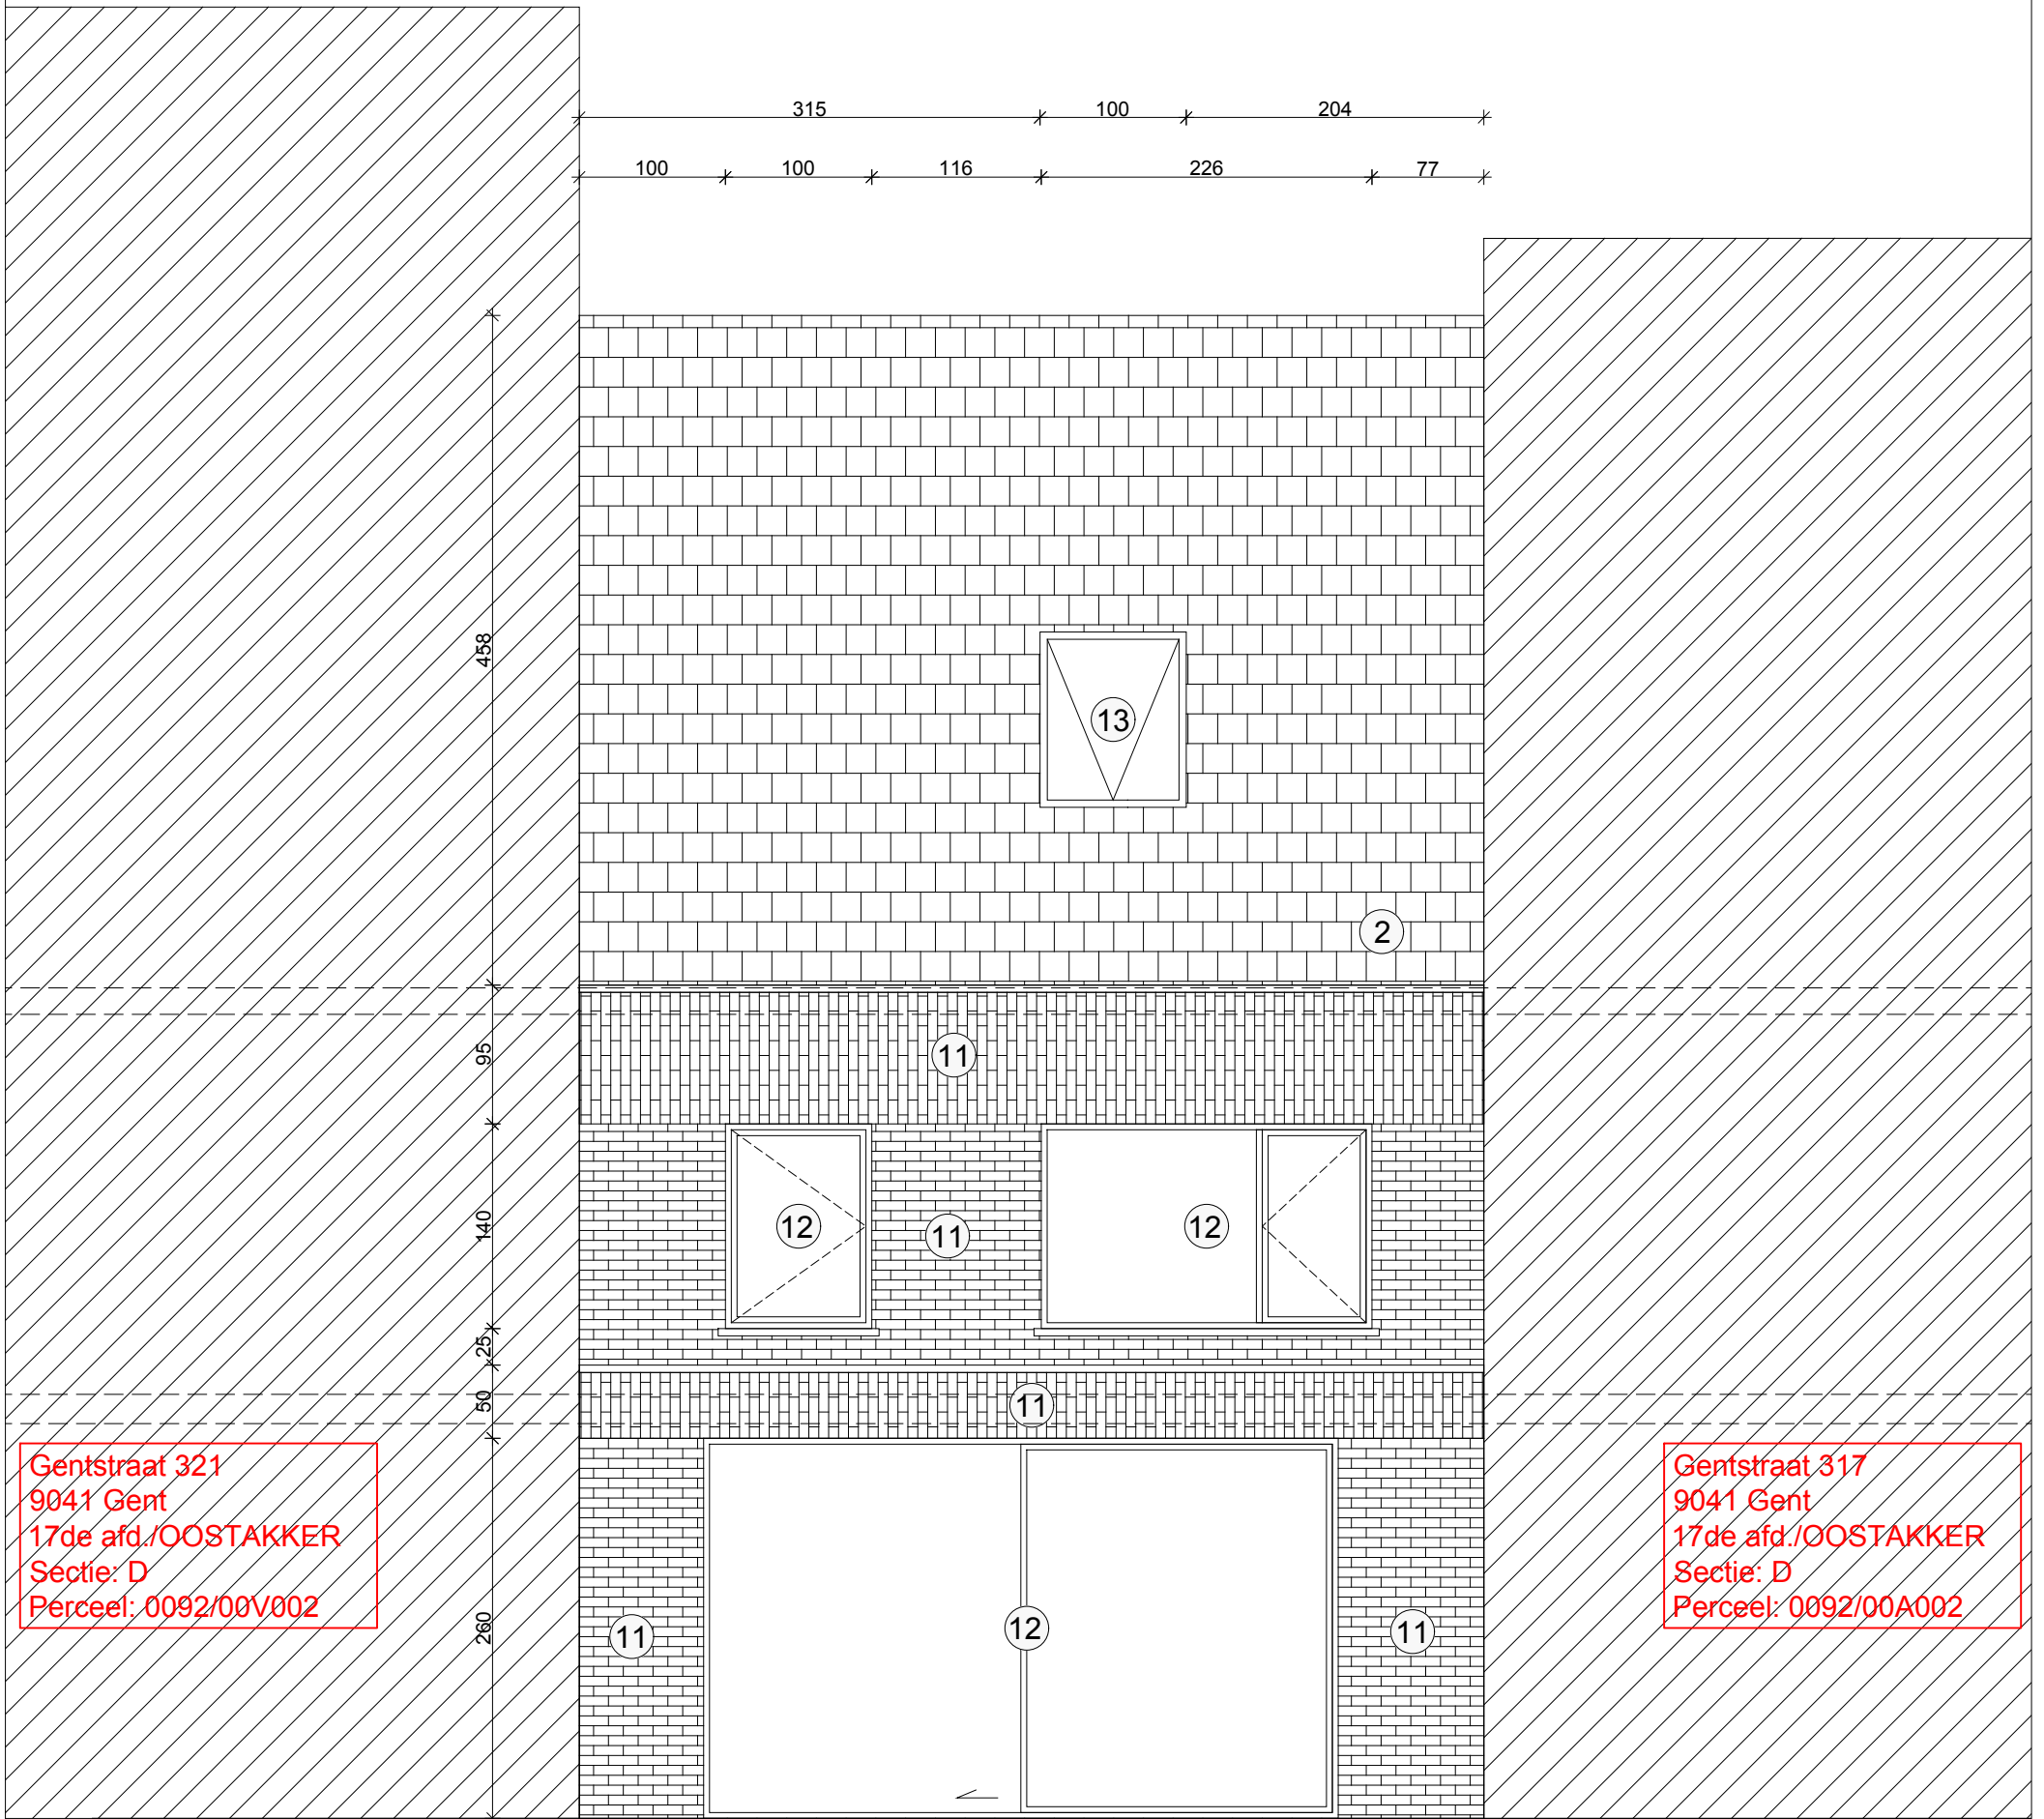 315 100 204
100 100 116 226 77
458
13
2
95
11
140
12 11 12
25
50
11
Gentstraat 321
9041 Gent
17de afd./OOSTAKKER
Sectie: D
Perceel: 0092/00V002
Gentstraat 317
9041 Gent
17de afd./OOSTAKKER
Sectie: D
Perceel: 0092/00A002
260
11 12 11